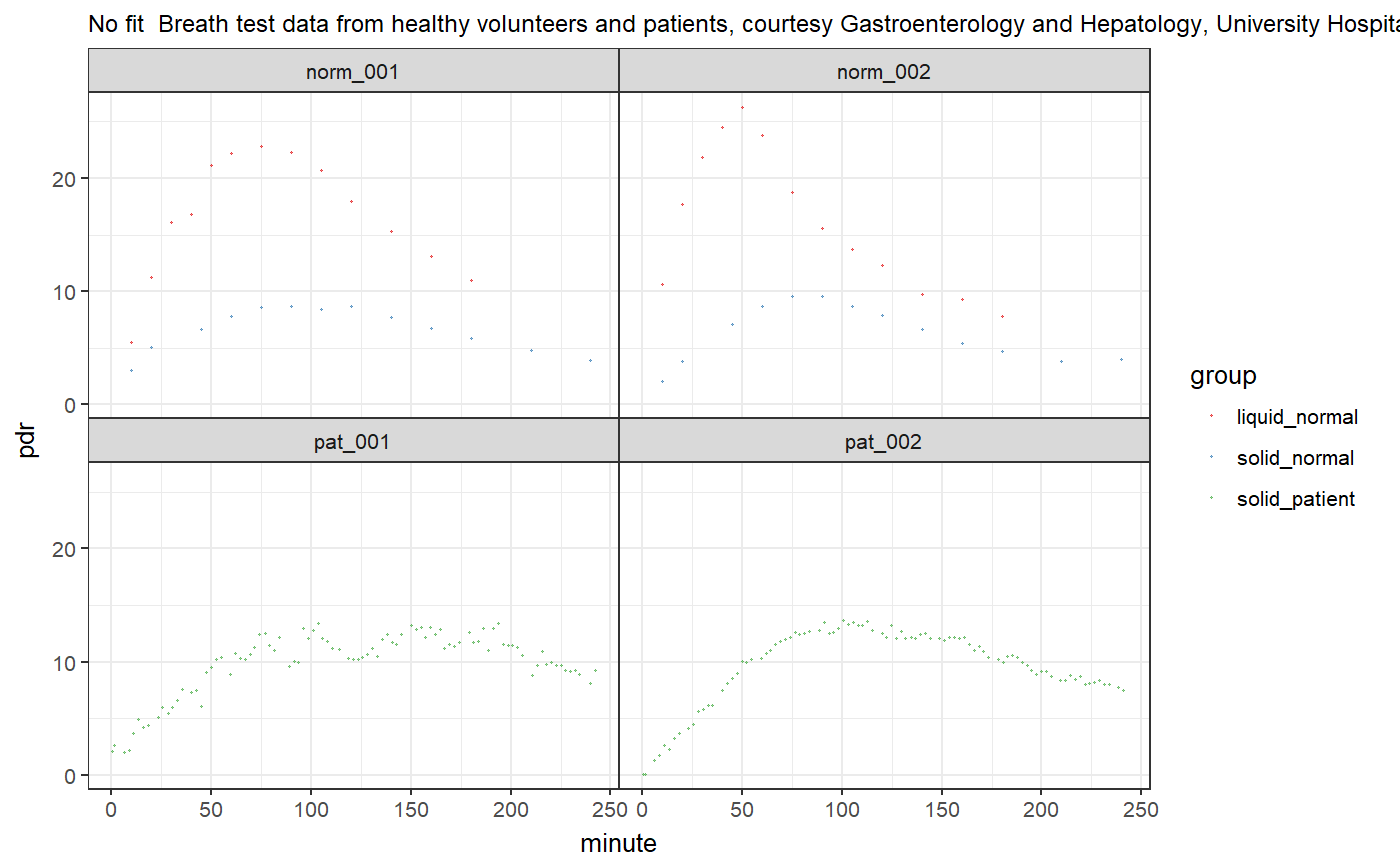 No fit  Breath test data from healthy volunteers and patients, courtesy Gastroenterology and Hepatology, University
norm_001 norm_002
20
10
0
pdr
pat_001 pat_002
20
10
0
0 50 100 150 200 250 0 50 100 150 200 250
minute
group
liquid_normal
solid_normal
solid_patient